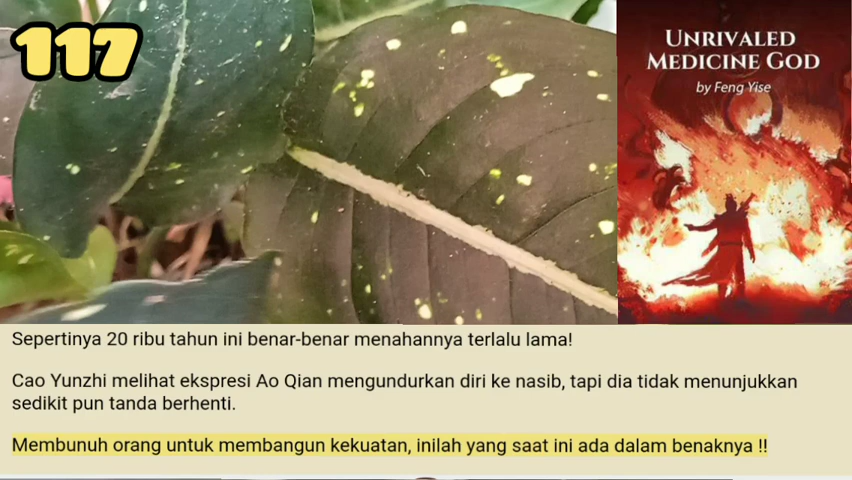 117
UNRIVALED
MEDICINE GOD
by Feng Yise
Sepertinya 20 ribu tahun ini benar-benar menahannya terlalu lama!
Cao Yunzhi melihat ekspresi Ao Qian mengundurkan diri ke nasib, tapi dia tidak menunjukkan
sedikit pun tanda berhenti.
Membunuh orang untuk membangun kekuatan, inilah yang saat ini ada dalam benaknya !!